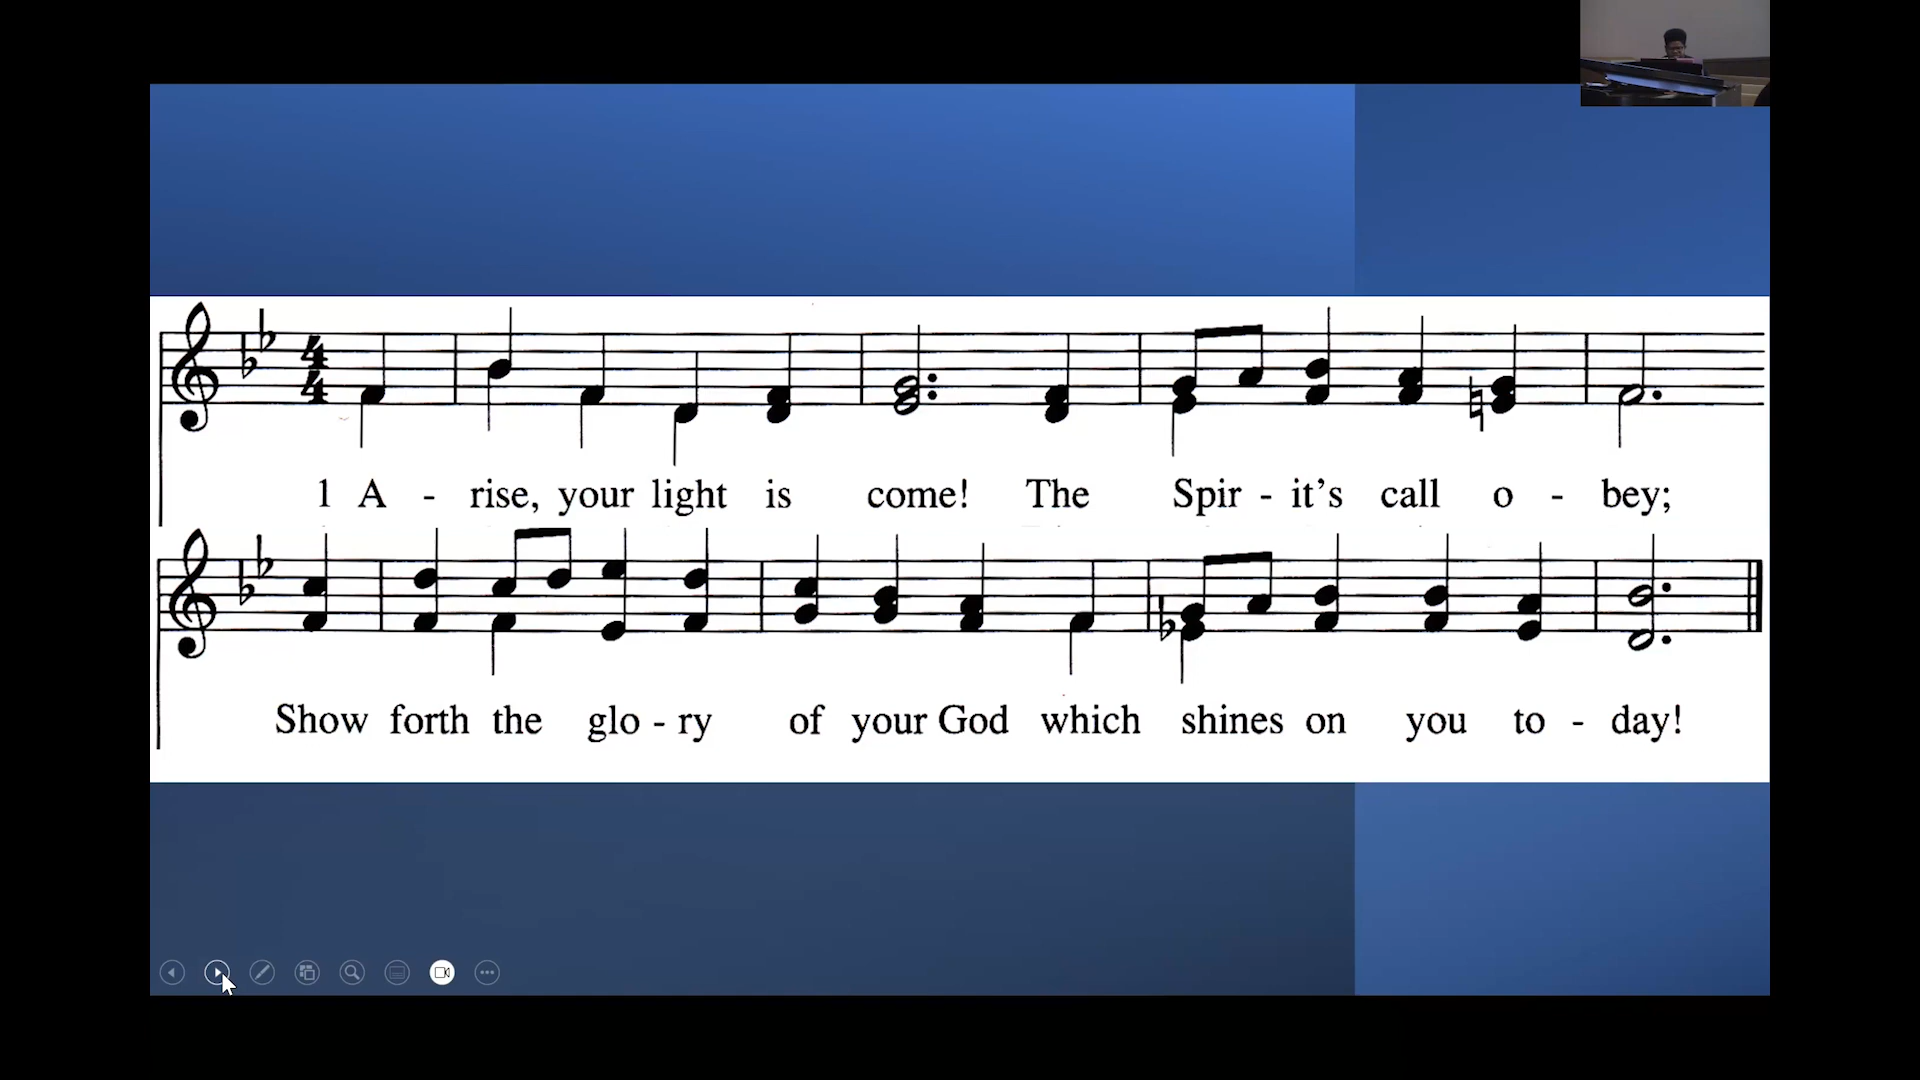 1 A - rise, your light is come! The Spir - it's call o - bey;
Show forth the glo - ry of your God which shines on you to - day!